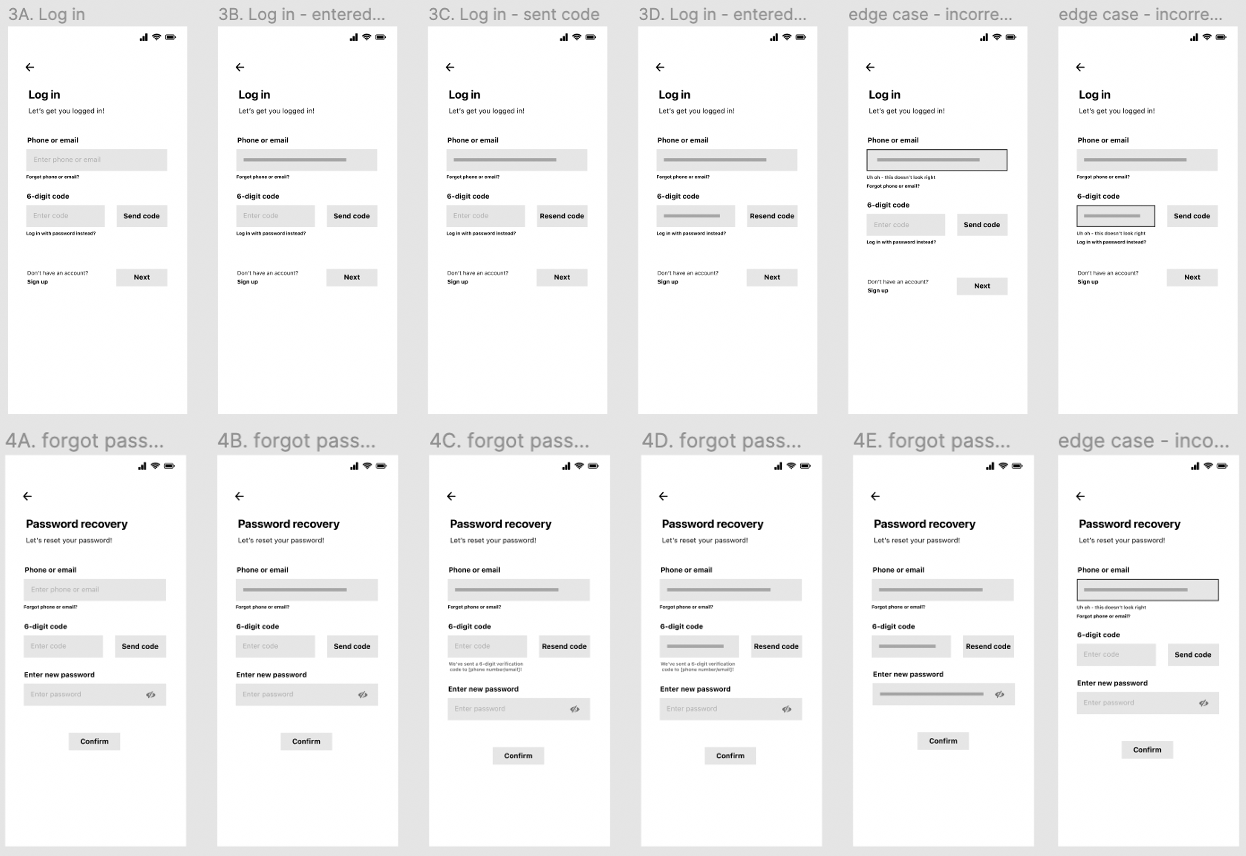 3A. Log in
Log in
Let's get you logged in!
Phone or email
Enter phone or email
Forgot phone or email?
6-digit code
Enter code
Send code
Log in with password instead?
Don't have an account?
Sign up
Next
3B. Log in - entered...
Log in
Let's get you logged in!
Phone or email
Forgot phone or email?
6-digit code
Enter code
Send code
Log in with password instead?
Don't have an account?
Sign up
Next
3C. Log in - sent code
Log in
Let's get you logged in!
Phone or email
Forgot phone or email?
6-digit code
Enter code
Resend code
Log in with password instead?
Don't have an account?
Sign up
Next
3D. Log in - entered...
Log in
Let's get you logged in!
Phone or email
Forgot phone or email?
6-digit code
Resend code
Log in with password instead?
Don't have an account?
Sign up
Next
edge case - incorre...
Log in
Let's get you logged in!
Phone or email
Uh oh - this doesn't look right
Forgot phone or email?
6-digit code
Enter code
Send code
Log in with password instead?
Don't have an account?
Sign up
Next
edge case - incorre...
Log in
Let's get you logged in!
Phone or email
Forgot phone or email?
6-digit code
Send code
Uh oh - this doesn't look right
Log in with password instead?
Don't have an account?
Sign up
Next
4A. forgot pass...
Password recovery
Let's reset your password!
Phone or email
Enter phone or email
Forgot phone or email?
6-digit code
Enter code
Send code
Enter new password
Enter password
Confirm
4B. forgot pass...
Password recovery
Let's reset your password!
Phone or email
Forgot phone or email?
6-digit code
Enter code
Send code
Enter new password
Enter password
Confirm
4C. forgot pass...
Password recovery
Let's reset your password!
Phone or email
Forgot phone or email?
6-digit code
Enter code
Resend code
We've sent a 6-digit verification
code to [phone number/email]!
Enter new password
Enter password
Confirm
4D. forgot pass...
Password recovery
Let's reset your password!
Phone or email
Forgot phone or email?
6-digit code
Resend code
We've sent a 6-digit verification
code to [phone number/email]!
Enter new password
Enter password
Confirm
4E. forgot pass...
Password recovery
Let's reset your password!
Phone or email
Forgot phone or email?
6-digit code
Resend code
Enter new password
Confirm
edge case - inco...
Password recovery
Let's reset your password!
Phone or email
Uh oh - this doesn't look right
Forgot phone or email?
6-digit code
Enter code
Send code
Enter new password
Enter password
Confirm